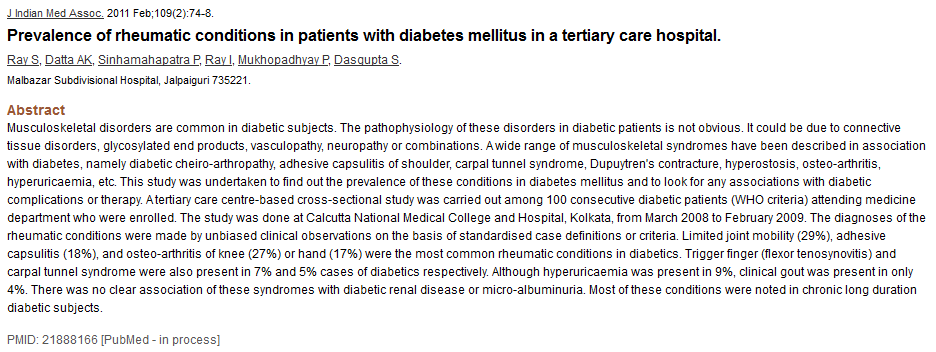 J Indian Med Assoc. 2011 Feb;109(2):74-8.
Prevalence of rheumatic conditions in patients with diabetes mellitus in a tertiary care hospital.
Ray S, Datta AK, Sinhamahapatra P, Ray I, Mukhopadhyay P, Dasgupta S.
Malbazar Subdivisional Hospital, Jalpaiguri 735221.
Abstract
Musculoskeletal disorders are common in diabetic subjects. The pathophysiology of these disorders in diabetic patients is not obvious. It could be due to connective
tissue disorders, glycosylated end products, vasculopathy, neuropathy or combinations. A wide range of musculoskeletal syndromes have been described in association
with diabetes, namely diabetic cheiro-arthropathy, adhesive capsulitis of shoulder, carpal tunnel syndrome, Dupuytren's contracture, hyperostosis, osteo-arthritis,
hyperuricaemia, etc. This study was undertaken to find out the prevalence of these conditions in diabetes mellitus and to look for any associations with diabetic
complications or therapy. A tertiary care centre-based cross-sectional study was carried out among 100 consecutive diabetic patients (WHO criteria) attending medicine
department who were enrolled. The study was done at Calcutta National Medical College and Hospital, Kolkata, from March 2008 to February 2009. The diagnoses of the
rheumatic conditions were made by unbiased clinical observations on the basis of standardised case definitions or criteria. Limited joint mobility (29%), adhesive
capsulitis (18%), and osteo-arthritis of knee (27%) or hand (17%) were the most common rheumatic conditions in diabetics. Trigger finger (flexor tenosynovitis) and
carpal tunnel syndrome were also present in 7% and 5% cases of diabetics respectively. Although hyperuricaemia was present in 9%, clinical gout was present in only
4%. There was no clear association of these syndromes with diabetic renal disease or micro-albuminuria. Most of these conditions were noted in chronic long duration
diabetic subjects.
PMID: 21888166 [PubMed - in process]